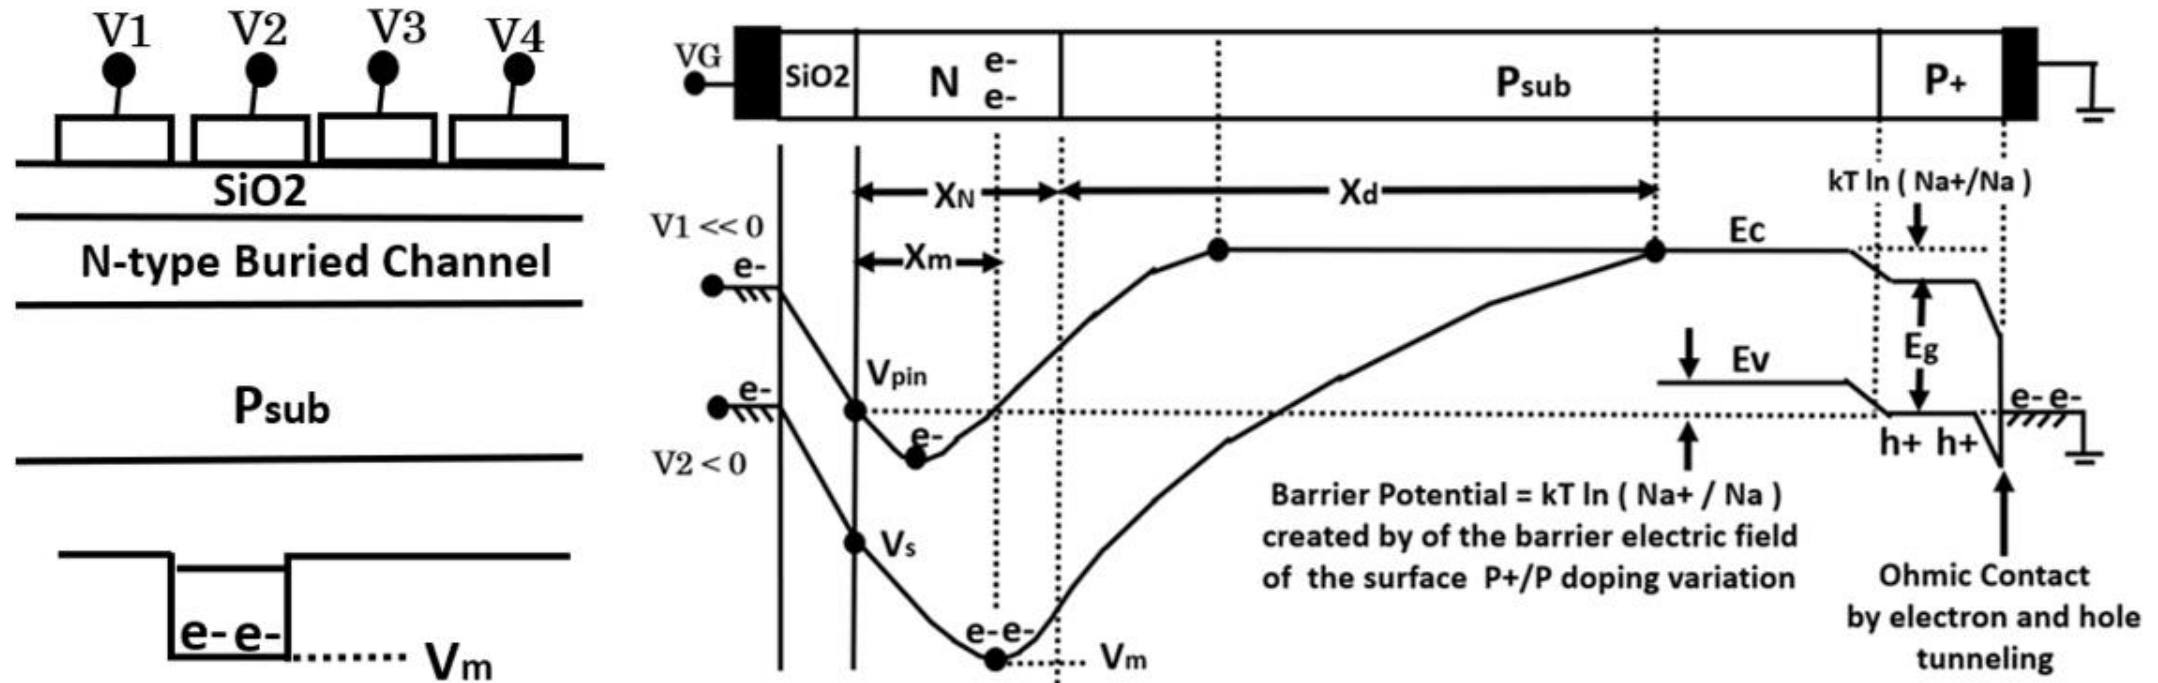 V1 V2 V3 V4
SiO2
N-type Buried Channel
Psub
e- e-
Vm
VG
SiO2
N
e-
e-
Psub
P+
XN
Xd
kT ln ( Na+/Na )
V1 << 0
Xm
Ec
e-
Vpin
Eg
Ev
e-
e- e-
e-
h+ h+
V2 < 0
Barrier Potential = kT ln ( Na+ / Na )
created by of the barrier electric field
of the surface P+/P doping variation
Vs
Ohmic Contact
by electron and hole
tunneling
e- e-
Vm